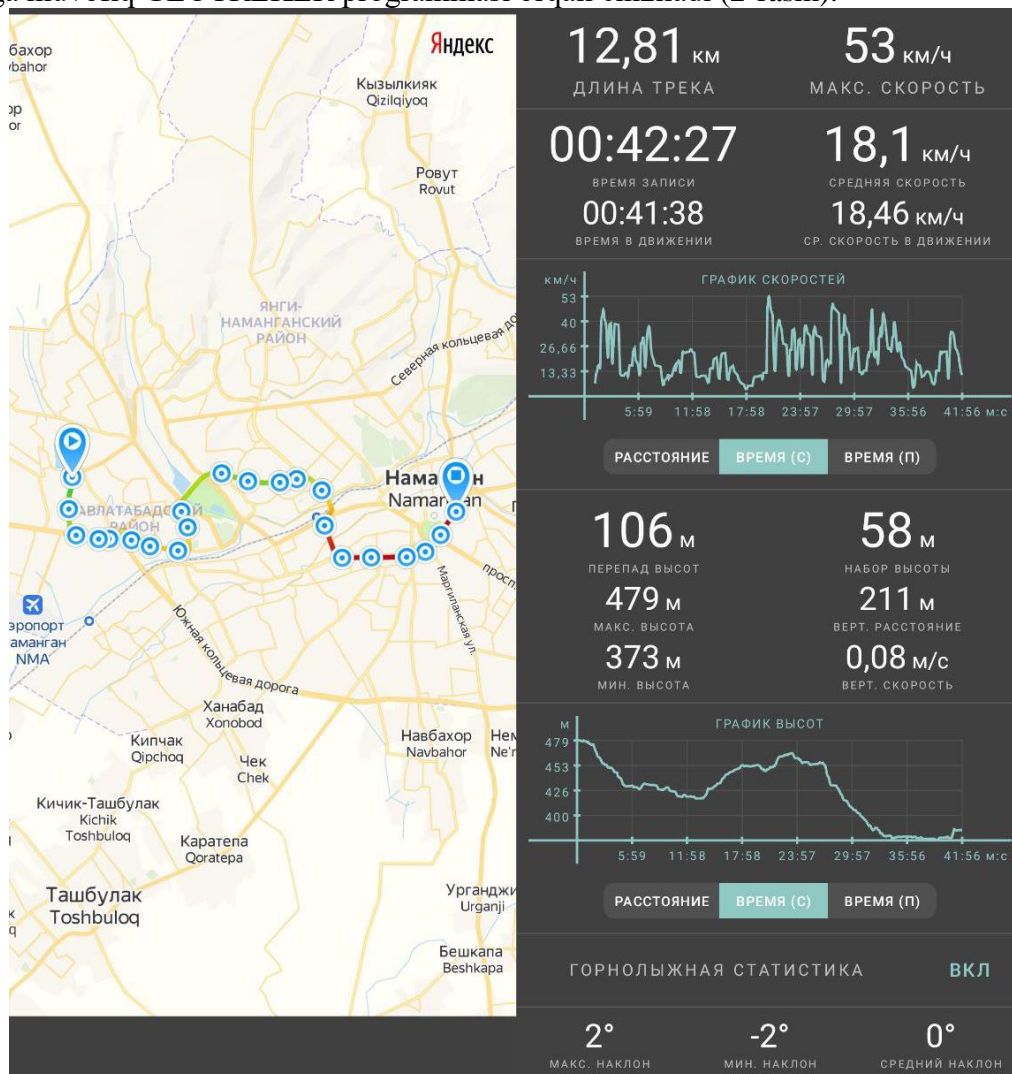 Яндекс
бахор
Кызылкияк
Qizilqiyoq
Ровут
Rovut
ЯНГИ-
НАМАНГАНСКИЙ
РАЙОН
Северная кольцевая
РАЙОН
Маргиланская ул.
NMA
Южная кольцевая дорога
Ханабад
Xonobod
Кипчак
Qipchoq
Чек
Chek
Навбахор
Navbahor
Кичик-Ташбулак
Kichik
Toshbuloq
Каратепа
Qoratepa
Ташбулак
Toshbuloq
Urganji
Бешкапа
Beshkapa
12,81 км
ДЛИНА ТРЕКА
53 км/ч
МАКС. СКОРОСТЬ
00:42:27
ВРЕМЯ ЗАПИСИ
18,1 км/ч
СРЕДНЯЯ СКОРОСТЬ
00:41:38
ВРЕМЯ В ДВИЖЕНИИ
18,46 км/ч
СР. СКОРОСТЬ В ДВИЖЕНИИ
км/ч ГРАФИК СКОРОСТЕЙ
53
40
26,66
13,33
5:59 11:58 17:58 23:57 29:57 35:56 41:56 м:с
РАССТОЯНИЕ ВРЕМЯ (С) ВРЕМЯ (П)
106 м
ПЕРЕПАД ВЫСОТ
58 м
НАБОР ВЫСОТЫ
479 м
МАКС. ВЫСОТА
211 м
ВЕРТ. РАССТОЯНИЕ
373 м
МИН. ВЫСОТА
0,08 м/с
ВЕРТ. СКОРОСТЬ
м ГРАФИК ВЫСОТ
479
453
426
400
5:59 11:58 17:58 23:57 29:57 35:56 41:56 м:с
РАССТОЯНИЕ ВРЕМЯ (С) ВРЕМЯ (П)
ГОРНОЛЫЖНАЯ СТАТИСТИКА ВКЛ
2°
МАКС. НАКЛОН
-2°
МИН. НАКЛОН
0°
СРЕДНИЙ НАКЛОН